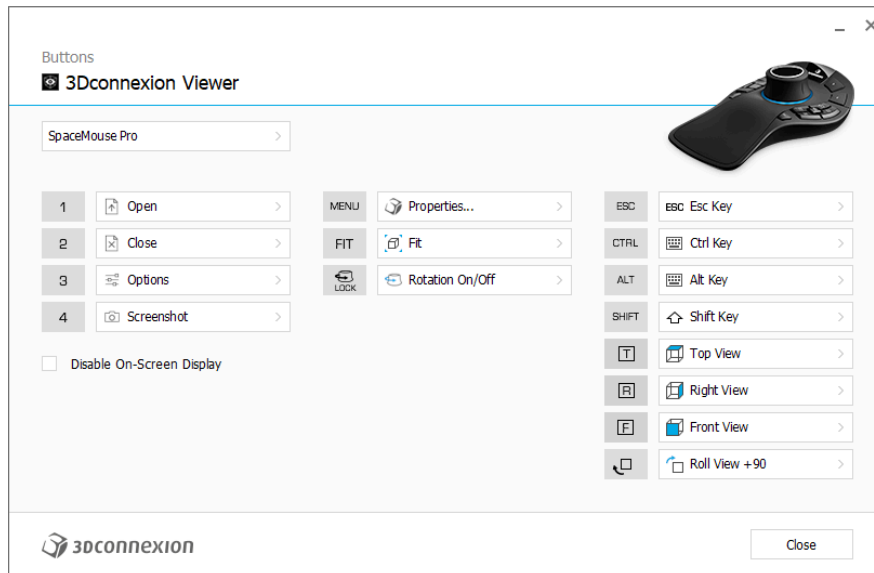 Buttons
3Dconnexion Viewer
SpaceMouse Pro
1 Open
2 Close
3 Options
4 Screenshot
Disable On-Screen Display
MENU Properties...
FIT Fit
LOCK Rotation On/Off
ESC ESC Esc Key
CTRL Ctrl Key
ALT Alt Key
SHIFT Shift Key
T Top View
R Right View
F Front View
Roll View +90
3Dconnexion
Close